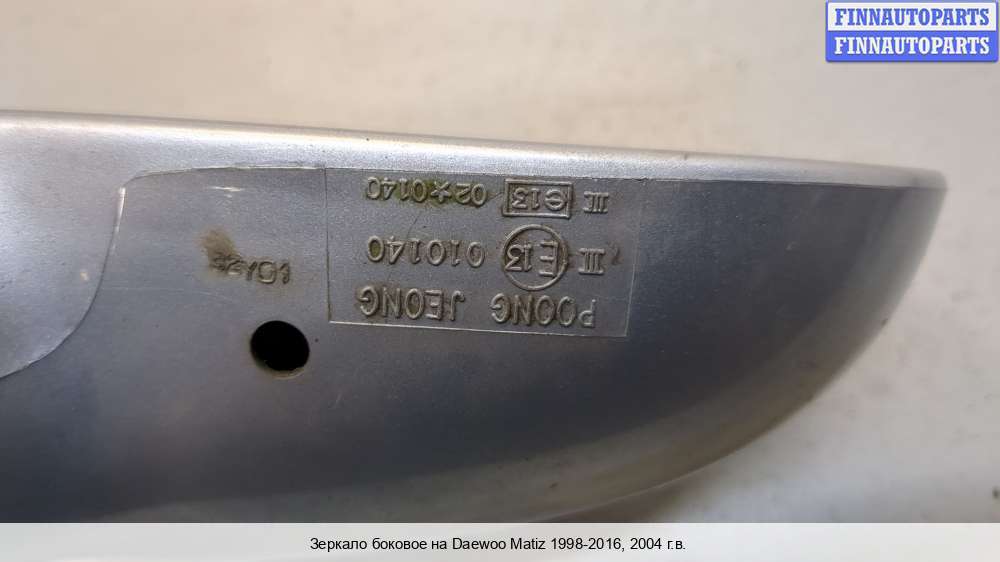 FINNAUTOPARTS
FINNAUTOPARTS
POONG JEONG
III E13 010140
III e13 02*0140
Зеркало боковое на Daewoo Matiz 1998-2016, 2004 г.в.